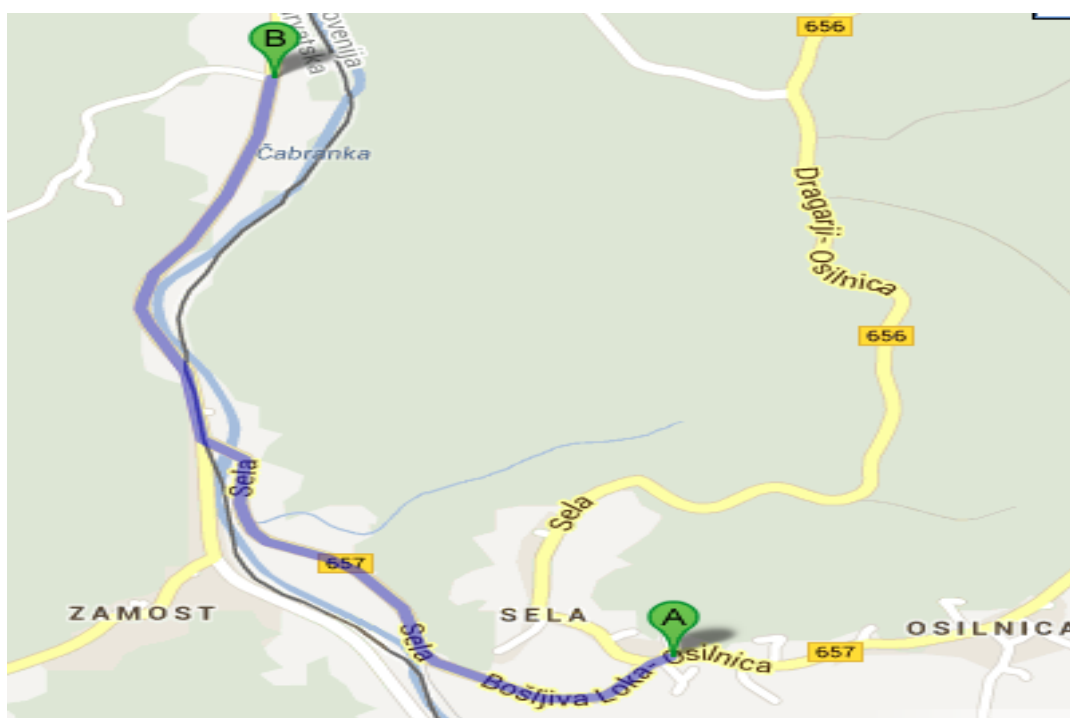 656
B
Hrvatska
Slovenija
Čabranka
Dragarji - Osilnica
656
Sela
Sela
657
ZAMOST
SELA
A
OSILNICA
Sela
Bošljiva Loka - Osilnica
657